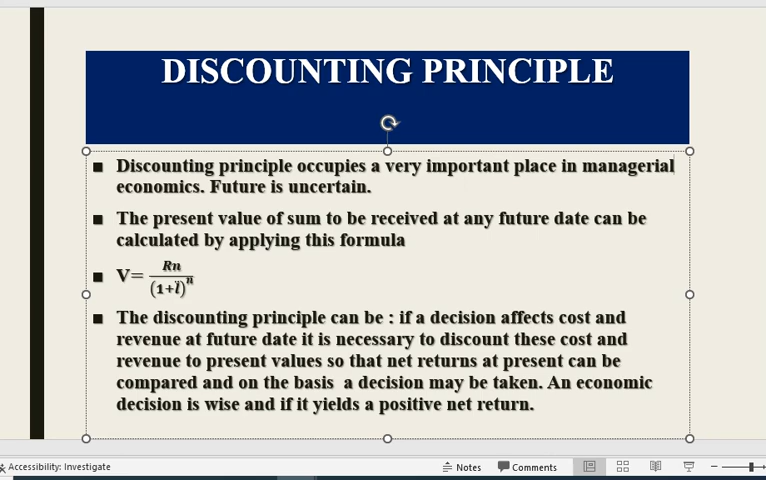 DISCOUNTING PRINCIPLE
■ Discounting principle occupies a very important place in managerial
economics. Future is uncertain.
■ The present value of sum to be received at any future date can be
calculated by applying this formula
■ V= Rn/(1+Ï)^n
■ The discounting principle can be : if a decision affects cost and
revenue at future date it is necessary to discount these cost and
revenue to present values so that net returns at present can be
compared and on the basis a decision may be taken. An economic
decision is wise and if it yields a positive net return.
Accessibility: Investigate
Notes
Comments